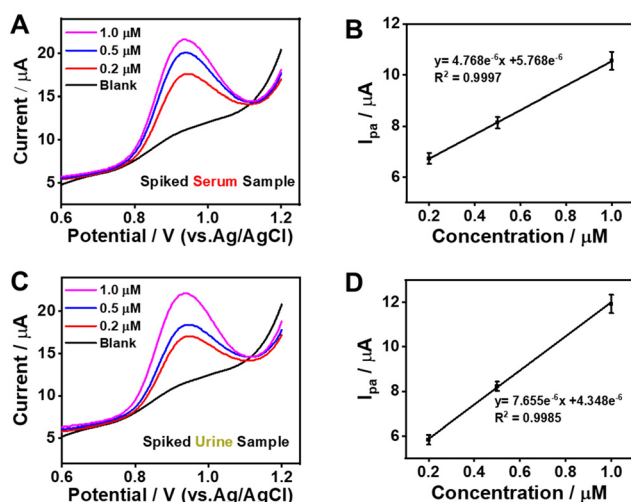 A
1.0 μM
0.5 μM
0.2 μM
Blank
Spiked Serum Sample
Current / μA
20
15
10
5
0.6 0.8 1.0 1.2
Potential / V (vs.Ag/AgCl)
B
y= 4.768e⁻⁶x +5.768e⁻⁶
R² = 0.9997
I_pa / μA
12
10
8
6
0.2 0.4 0.6 0.8 1.0
Concentration / μM
C
1.0 μM
0.5 μM
0.2 μM
Blank
Spiked Urine Sample
Current / μA
25
20
15
10
5
0.6 0.8 1.0 1.2
Potential / V (vs.Ag/AgCl)
D
y= 7.655e⁻⁶x +4.348e⁻⁶
R² = 0.9985
I_pa / μA
12
10
8
6
0.2 0.4 0.6 0.8 1.0
Concentration / μM